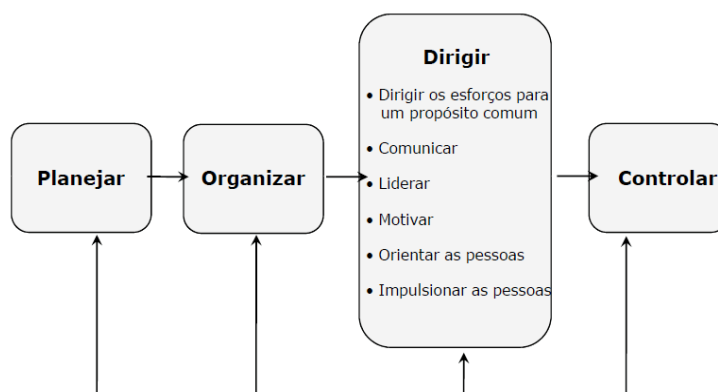 Planejar
Organizar
Dirigir
• Dirigir os esforços para
um propósito comum
• Comunicar
• Liderar
• Motivar
• Orientar as pessoas
• Impulsionar as pessoas
Controlar